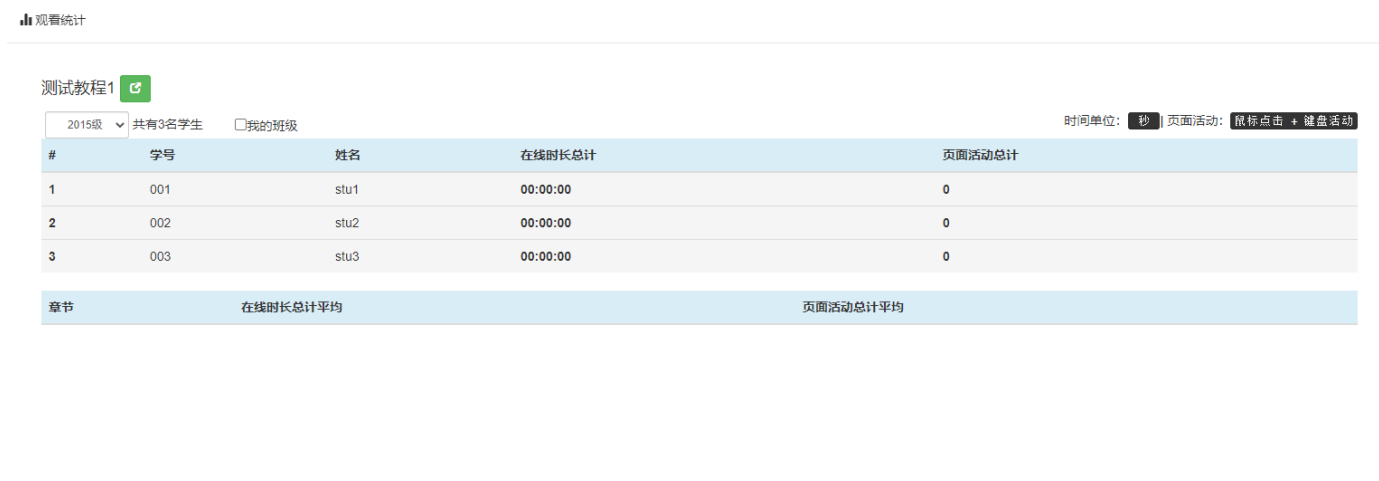 观看统计
测试教程1
2015级 共有3名学生 我的班级 时间单位： 秒 | 页面活动： 鼠标点击 + 键盘活动
# 学号 姓名 在线时长总计 页面活动总计
1 001 stu1 00:00:00 0
2 002 stu2 00:00:00 0
3 003 stu3 00:00:00 0
章节 在线时长总计平均 页面活动总计平均